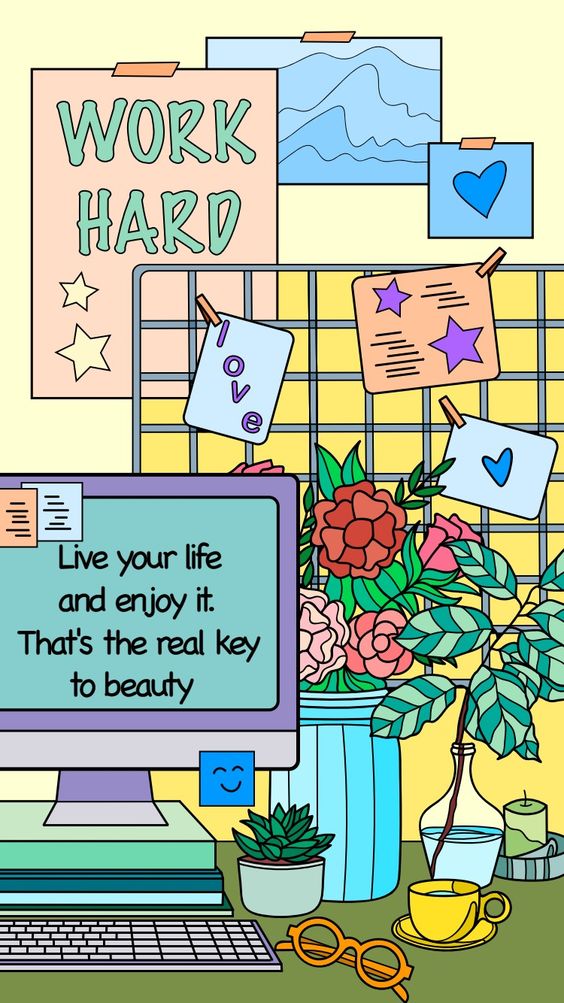 WORK
HARD
love
Live your life
and enjoy it.
That's the real key
to beauty